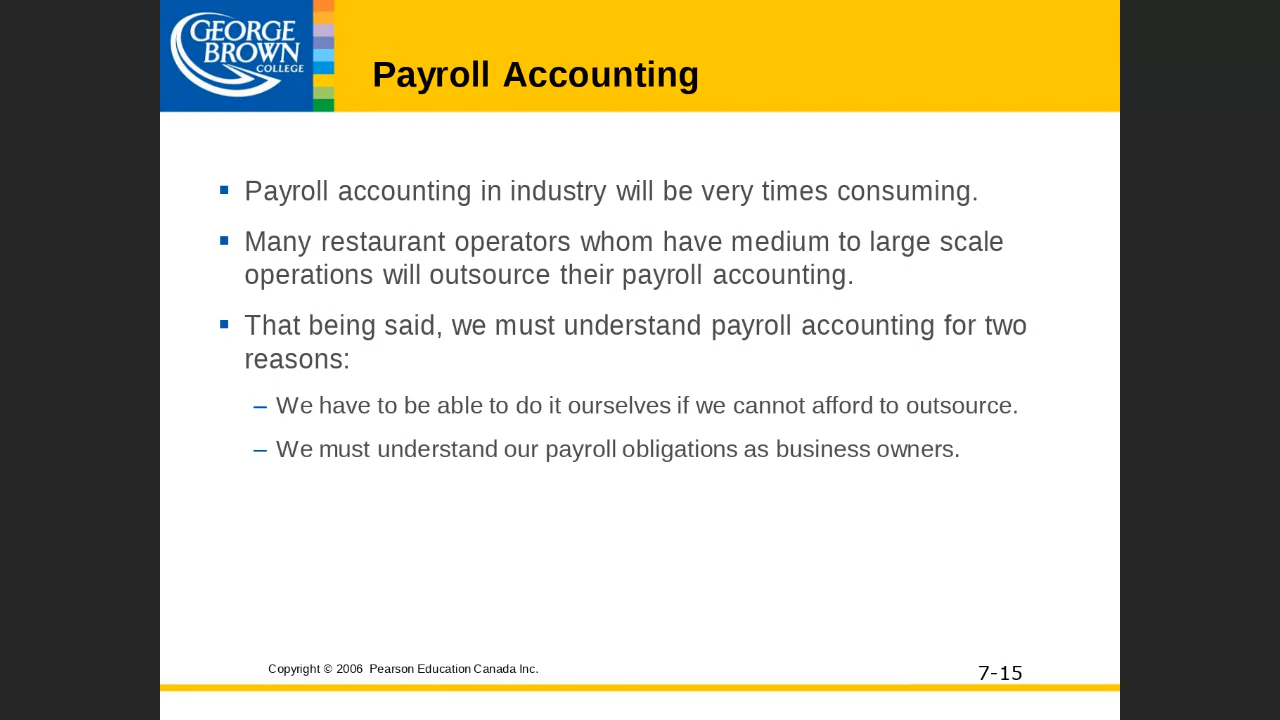 GEORGE
BROWN
COLLEGE
Payroll Accounting
Payroll accounting in industry will be very times consuming.
Many restaurant operators whom have medium to large scale
operations will outsource their payroll accounting.
That being said, we must understand payroll accounting for two
reasons:
– We have to be able to do it ourselves if we cannot afford to outsource.
– We must understand our payroll obligations as business owners.
Copyright © 2006 Pearson Education Canada Inc.
7-15